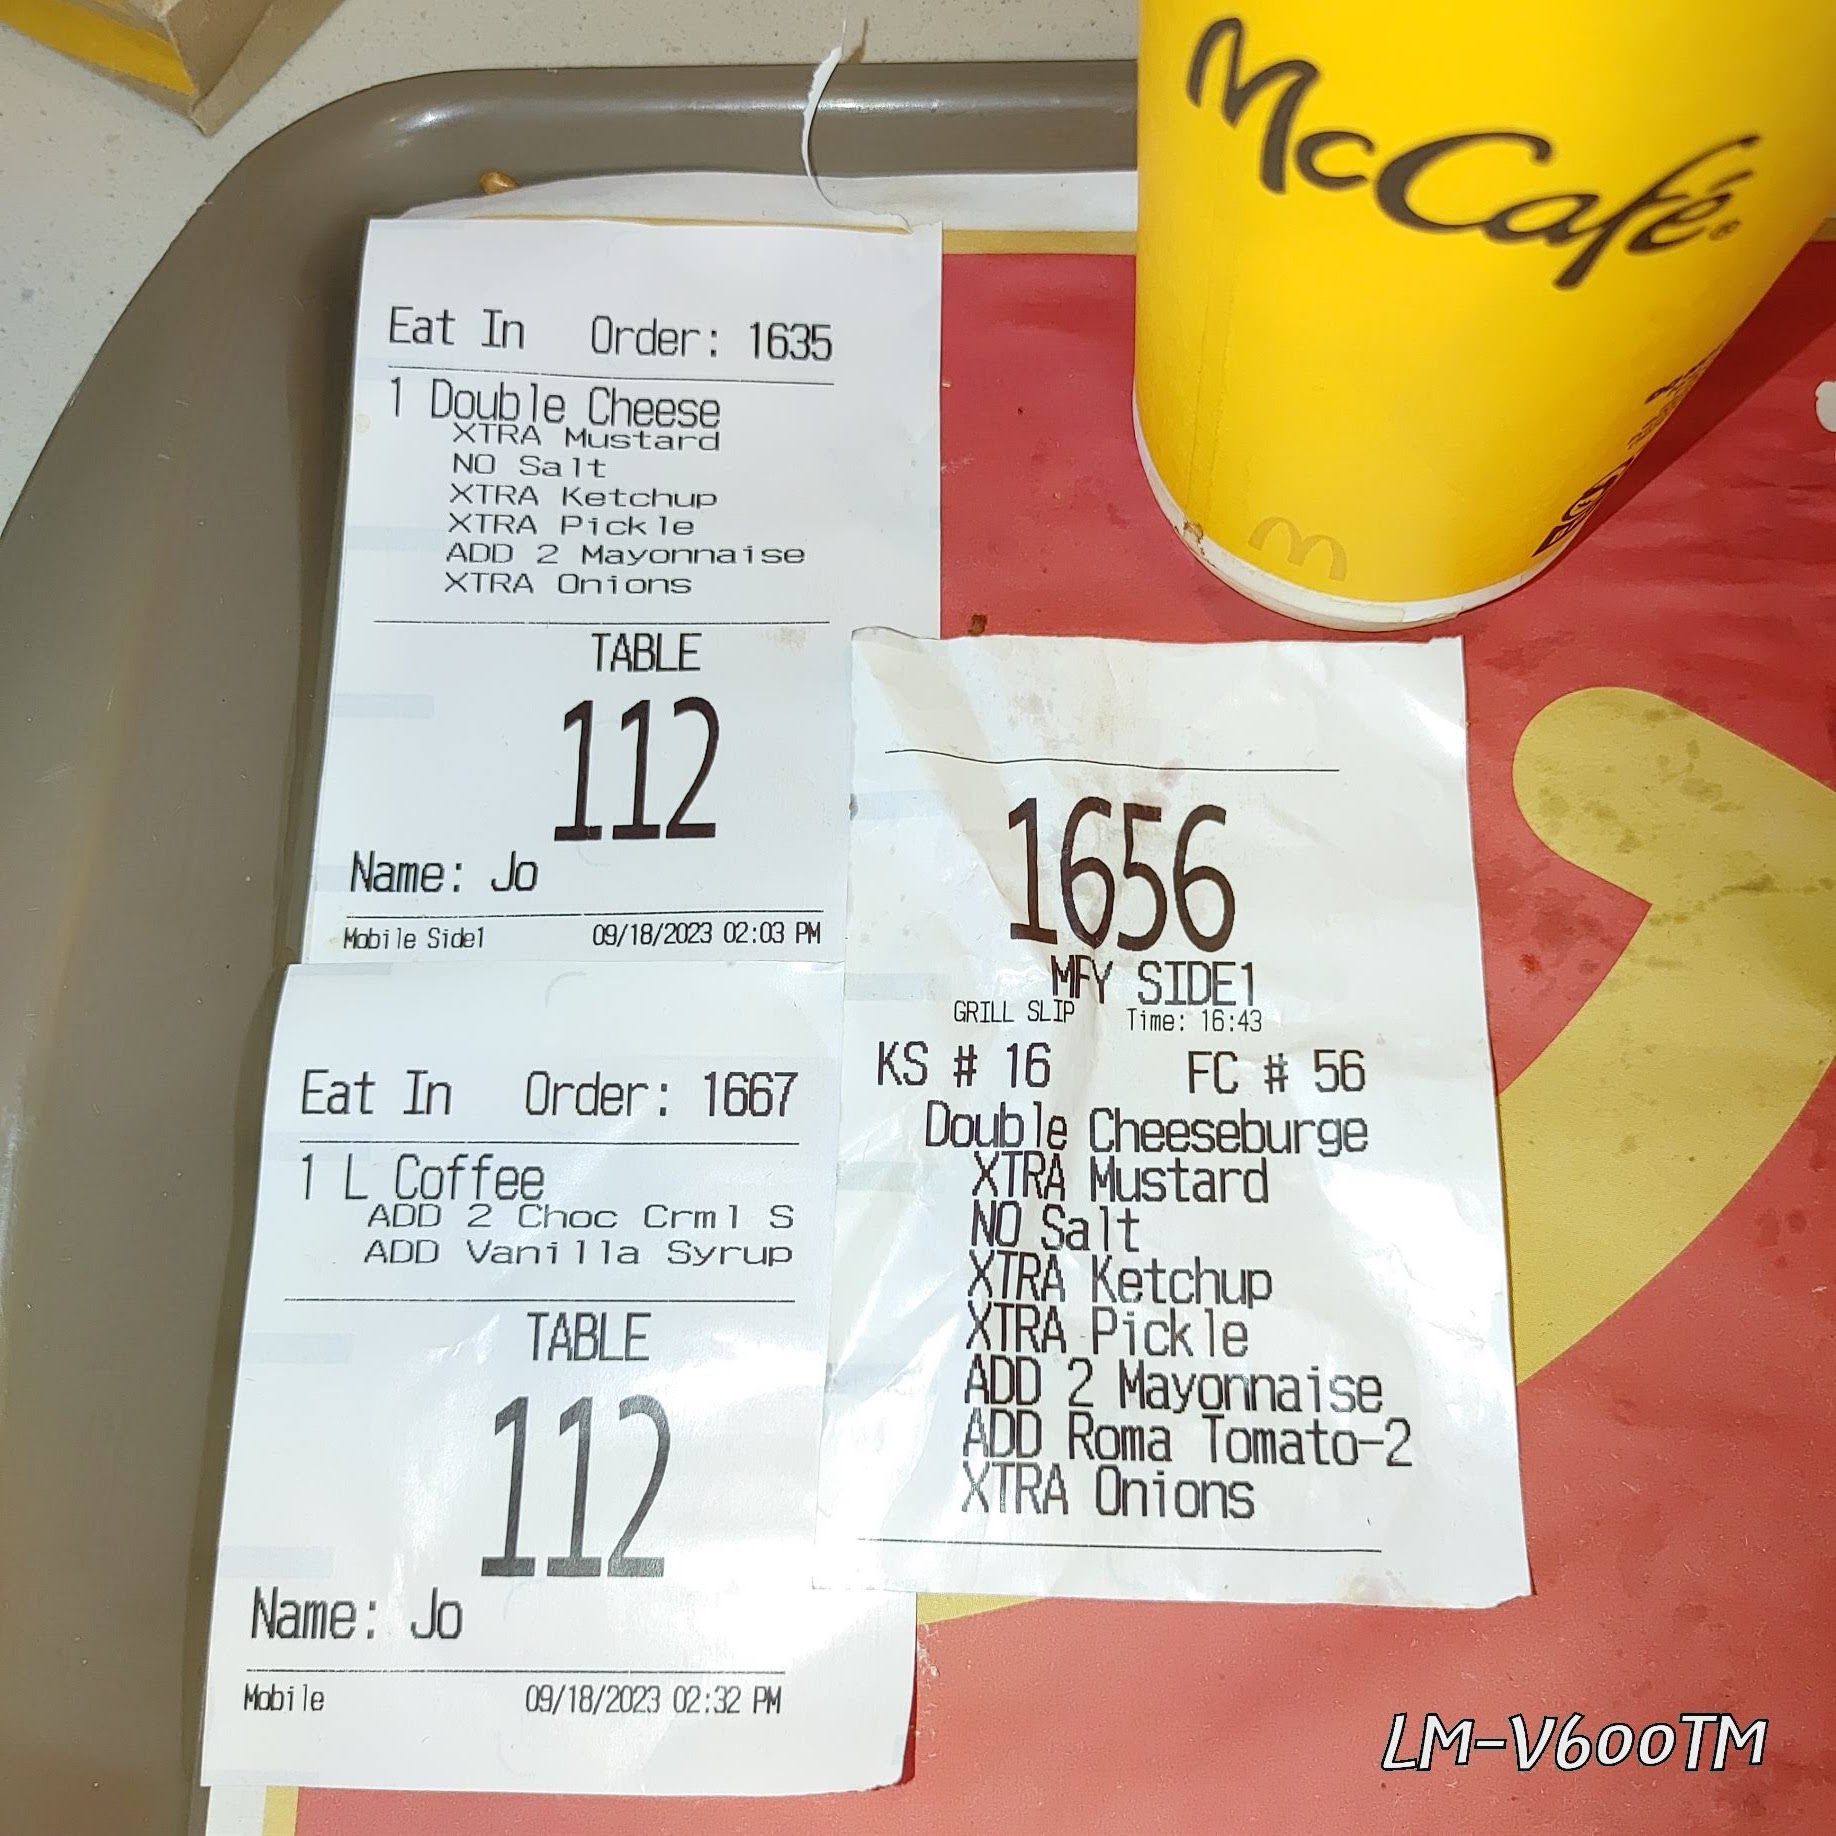 McCafé®
Eat In Order: 1635
1 Double Cheese
XTRA Mustard
NO Salt
XTRA Ketchup
XTRA Pickle
ADD 2 Mayonnaise
XTRA Onions
TABLE
112
Name: Jo
Mobile Side1 09/18/2023 02:03 PM
Eat In Order: 1667
1 L Coffee
ADD 2 Choc Crml S
ADD Vanilla Syrup
TABLE
112
Name: Jo
Mobile 09/18/2023 02:32 PM
1656
MFY SIDE1
GRILL SLIP Time: 16:43
KS # 16 FC # 56
Double Cheeseburge
XTRA Mustard
NO Salt
XTRA Ketchup
XTRA Pickle
ADD 2 Mayonnaise
ADD Roma Tomato-2
XTRA Onions
LM-V600TM